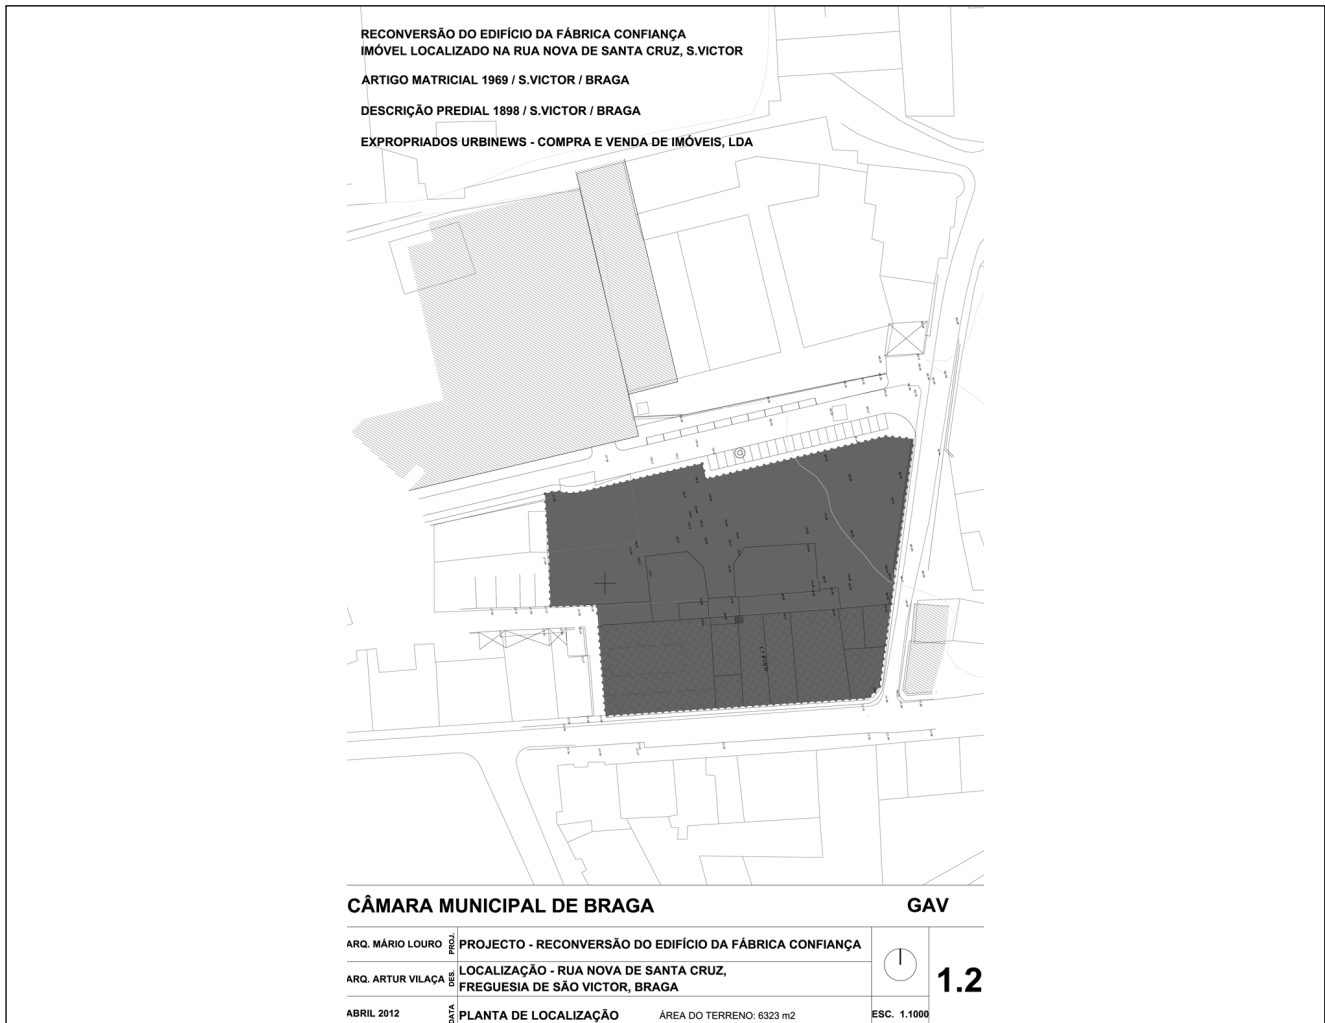 RECONVERSÃO DO EDIFÍCIO DA FÁBRICA CONFIANÇA
IMÓVEL LOCALIZADO NA RUA NOVA DE SANTA CRUZ, S.VICTOR
ARTIGO MATRICIAL 1969 / S.VICTOR / BRAGA
DESCRIÇÃO PREDIAL 1898 / S.VICTOR / BRAGA
EXPROPRIADOS URBINEWS - COMPRA E VENDA DE IMÓVEIS, LDA
CÂMARA MUNICIPAL DE BRAGA
GAV
ARQ. MÁRIO LOURO
PROJ.
PROJECTO - RECONVERSÃO DO EDIFÍCIO DA FÁBRICA CONFIANÇA
ARQ. ARTUR VILAÇA
DES.
LOCALIZAÇÃO - RUA NOVA DE SANTA CRUZ,
FREGUESIA DE SÃO VICTOR, BRAGA
1.2
ABRIL 2012
DATA
PLANTA DE LOCALIZAÇÃO
ÁREA DO TERRENO: 6323 m2
ESC. 1.1000